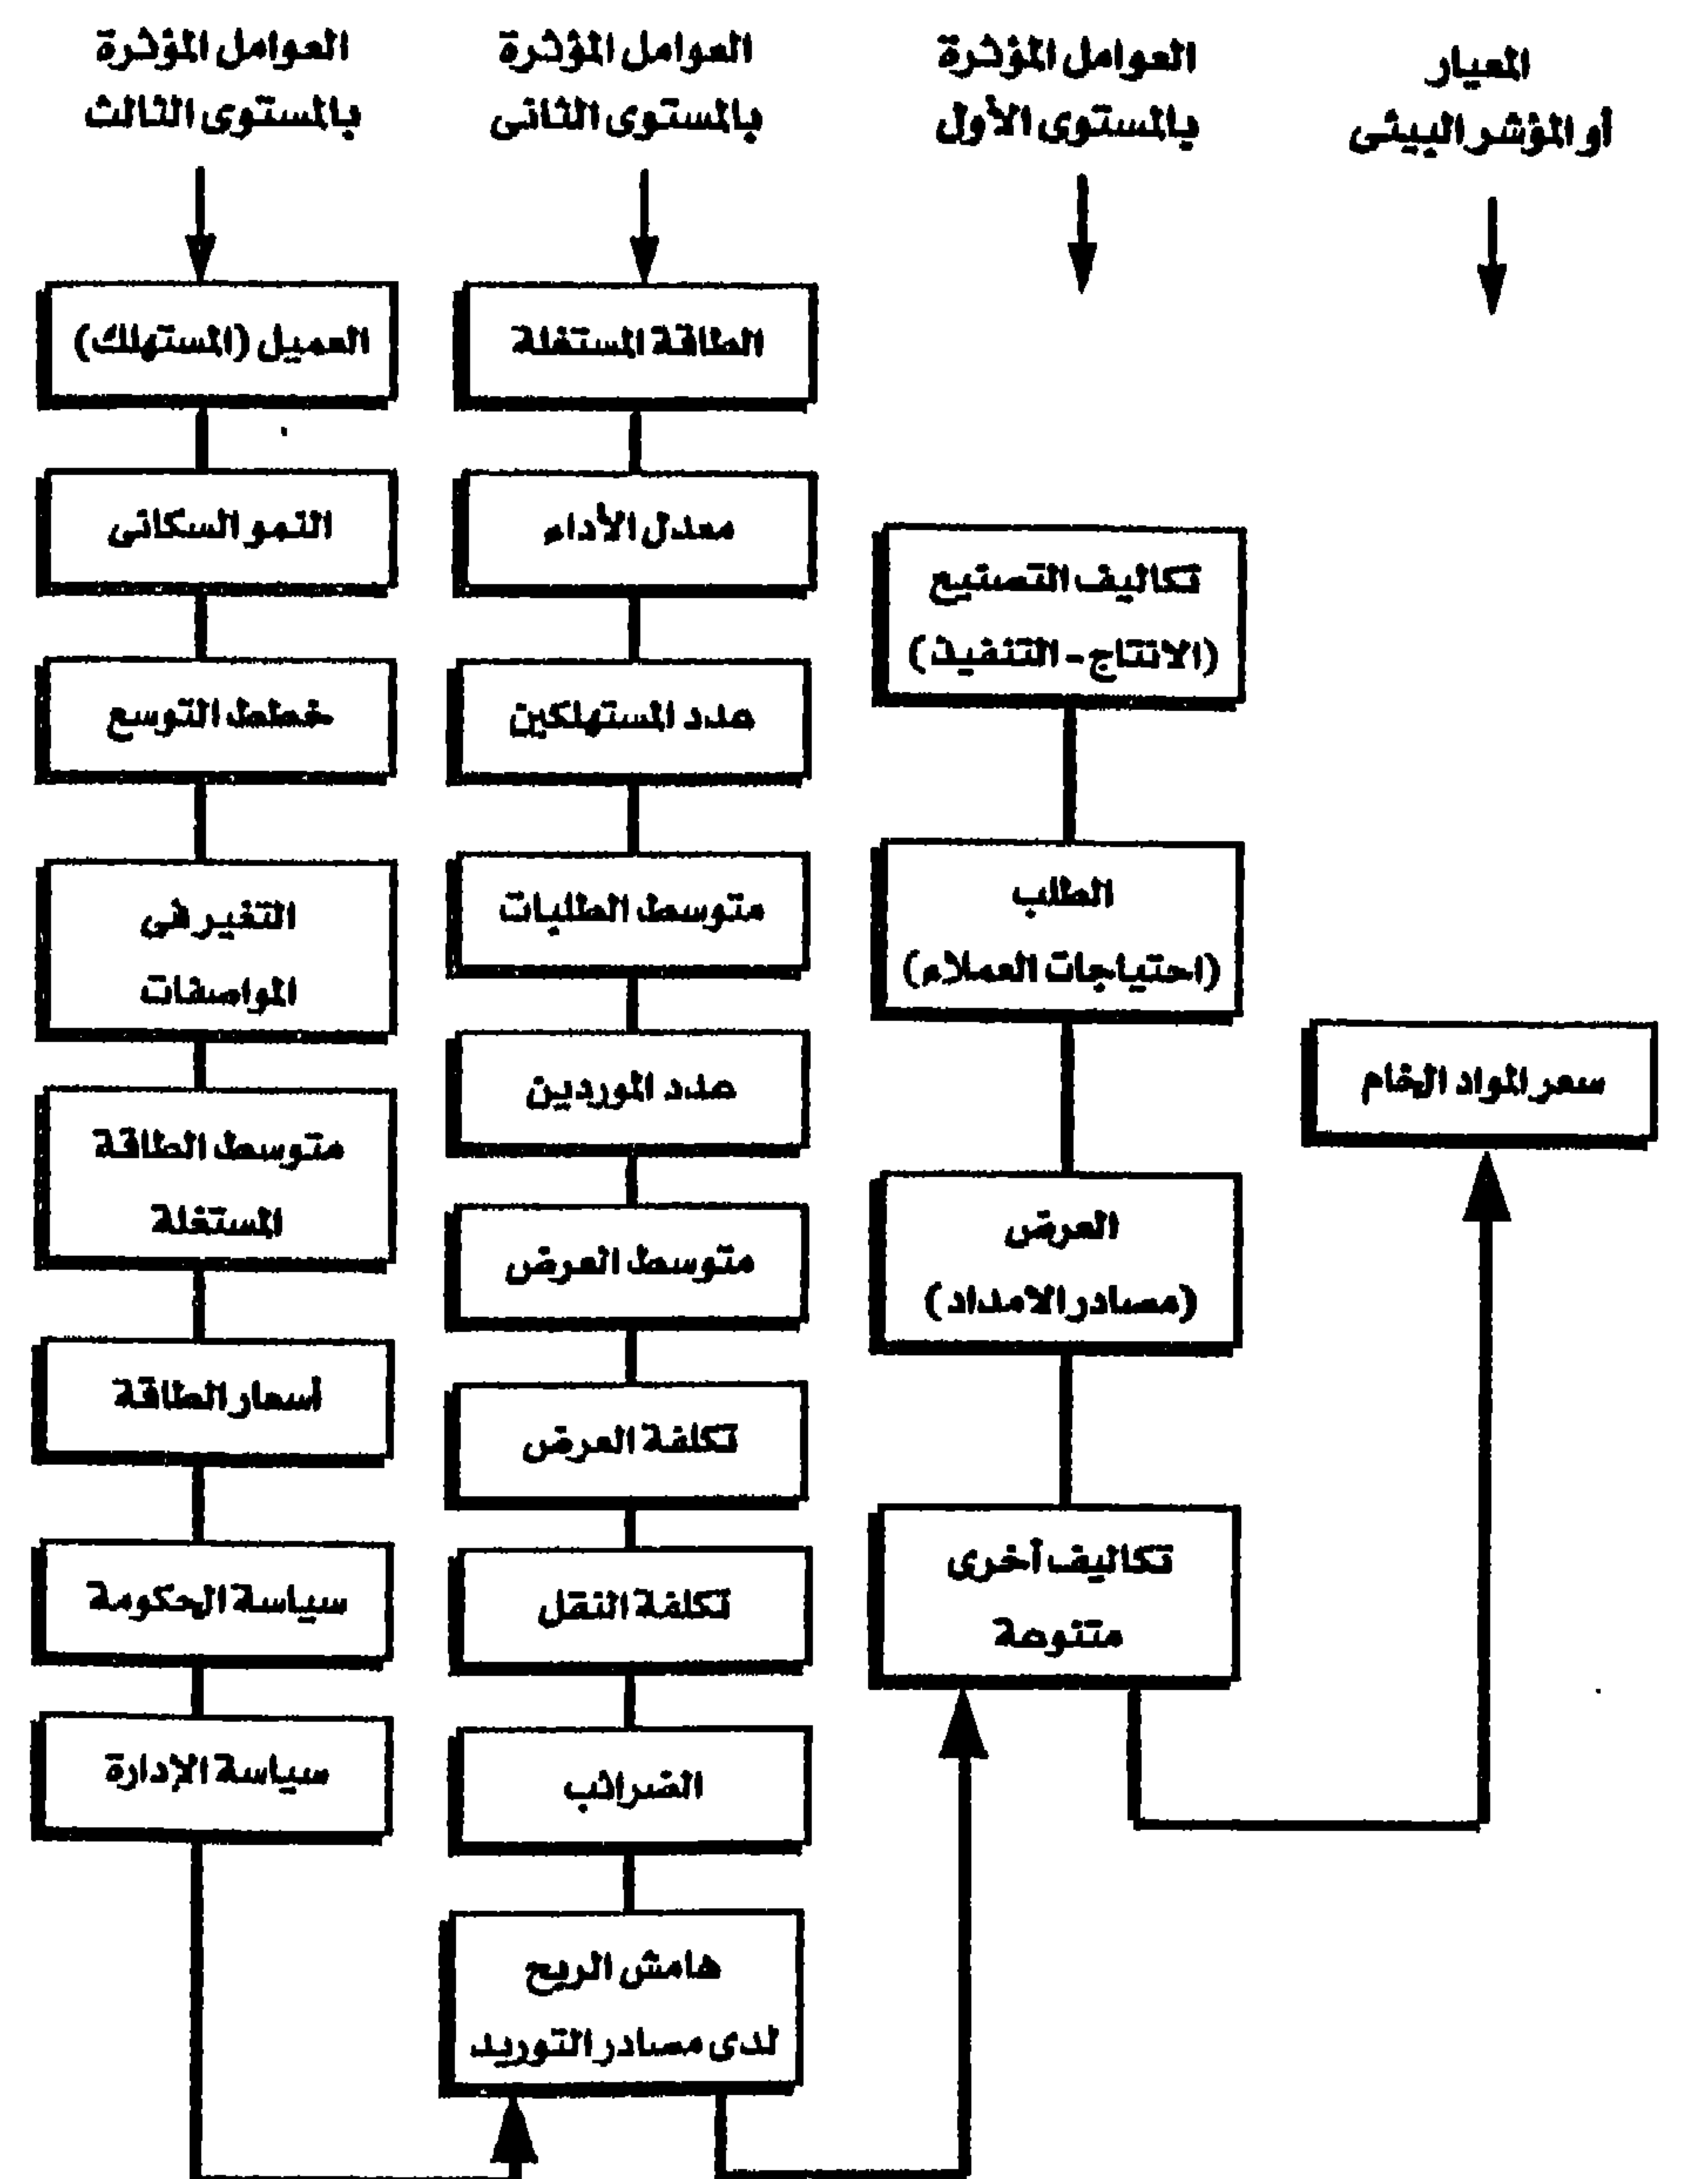 المعيار
أو المؤشر البيئى
العوامل المؤثرة
بالمستوى الأول
العوامل المؤثرة
بالمستوى الثانى
العوامل المؤثرة
بالمستوى الثالث
سعر المواد الخام
تكاليف التصنيع
(الانتاج - التنفيذ)
الطلب
(احتياجات العملاء)
العرض
(مصادر الامداد)
تكاليف أخرى
متنوعة
الطاقة المستغلة
معدل الأداء
عدد المستهلكين
متوسط الطلبات
عدد الموردين
متوسط العرض
تكلفة العرض
تكلفة النقل
الضرائب
هامش الربح
لدى مصادر التوريد
العميل (المستهلك)
النمو السكانى
خطط التوسع
التغير فى
المواصفات
متوسط الطاقة
المستغلة
أسعار الطاقة
سياسة الحكومة
سياسة الإدارة